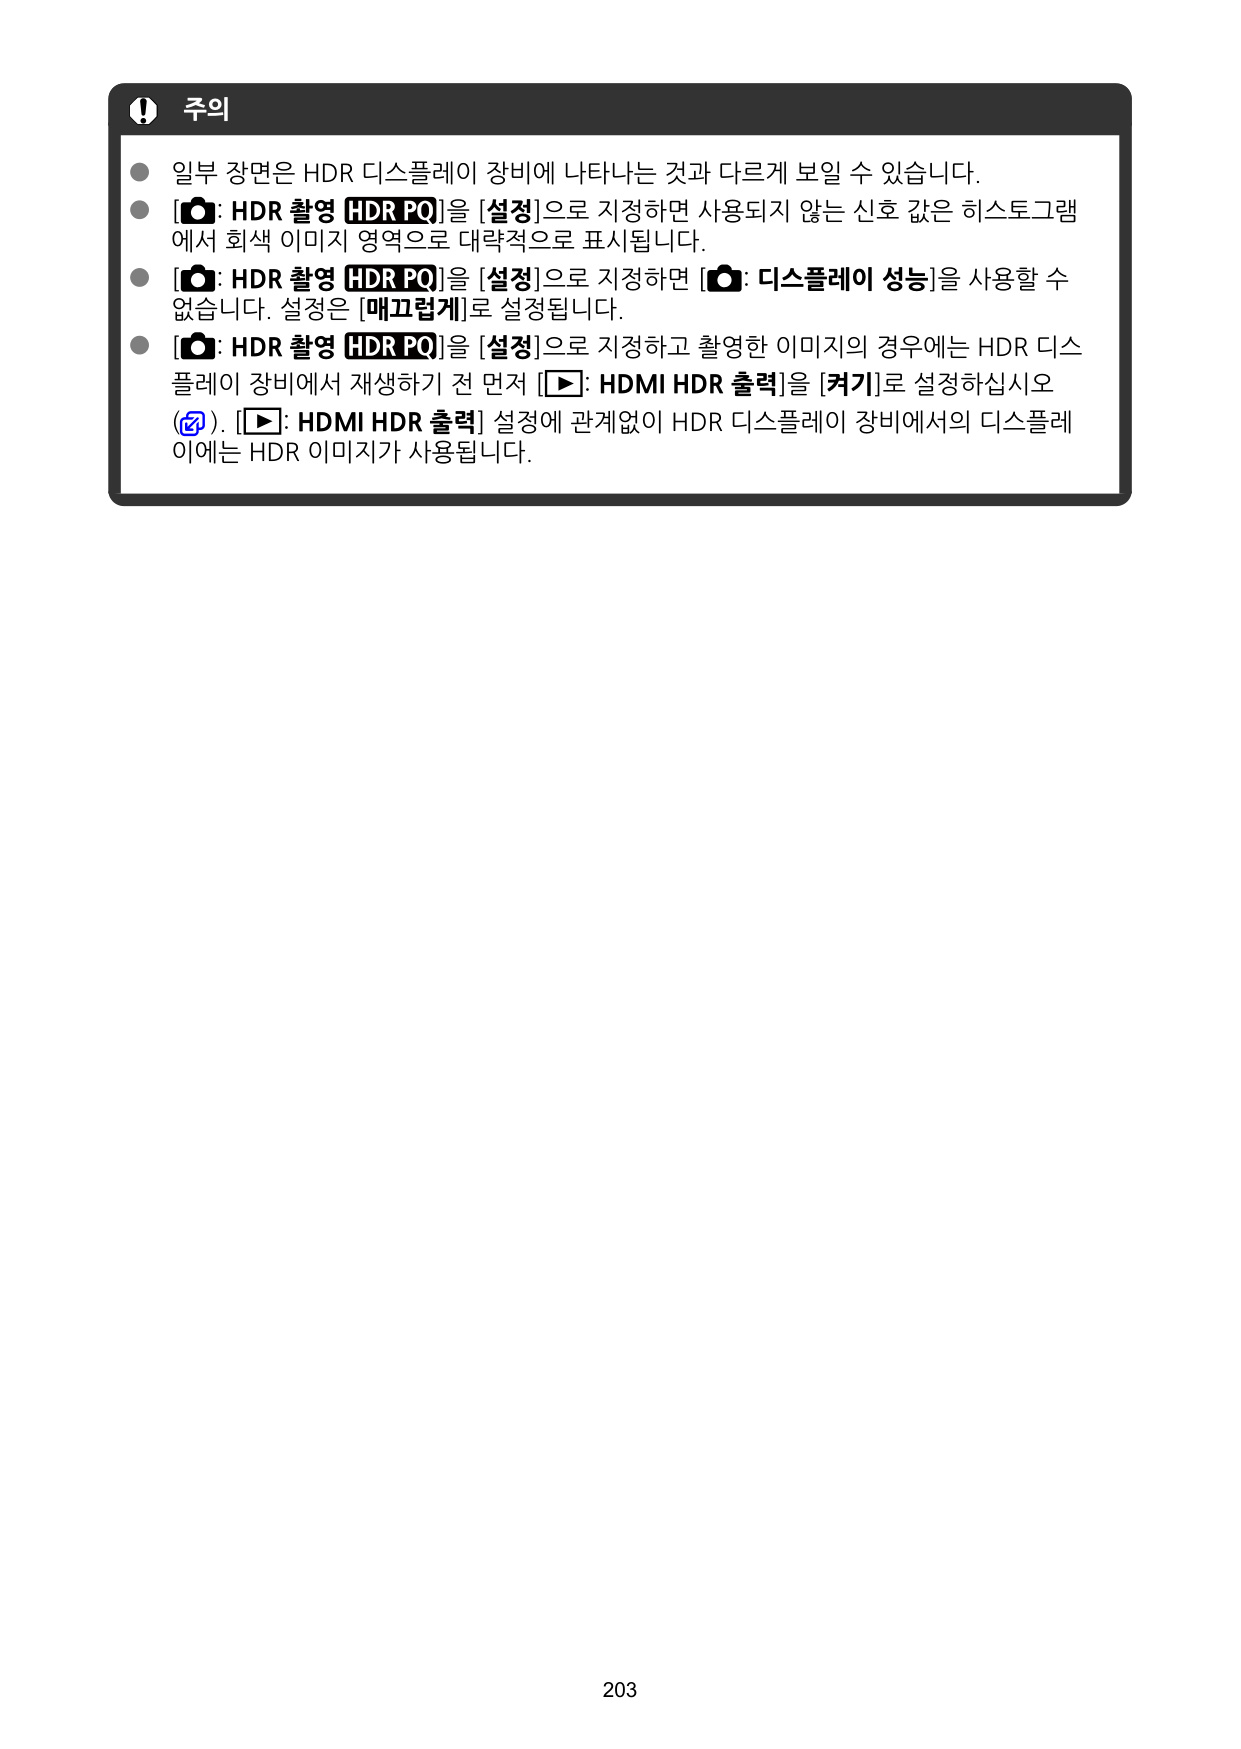 주의
일부 장면은 HDR 디스플레이 장비에 나타나는 것과 다르게 보일 수 있습니다.
[: HDR 촬영 HDR PQ]을 [설정]으로 지정하면 사용되지 않는 신호 값은 히스토그램
에서 회색 이미지 영역으로 대략적으로 표시됩니다.
[: HDR 촬영 HDR PQ]을 [설정]으로 지정하면 [: 디스플레이 성능]을 사용할 수
없습니다. 설정은 [매끄럽게]로 설정됩니다.
[: HDR 촬영 HDR PQ]을 [설정]으로 지정하고 촬영한 이미지의 경우에는 HDR 디스
플레이 장비에서 재생하기 전 먼저 [: HDMI HDR 출력]을 [켜기]로 설정하십시오
(). [: HDMI HDR 출력] 설정에 관계없이 HDR 디스플레이 장비에서의 디스플레
이에는 HDR 이미지가 사용됩니다.
203